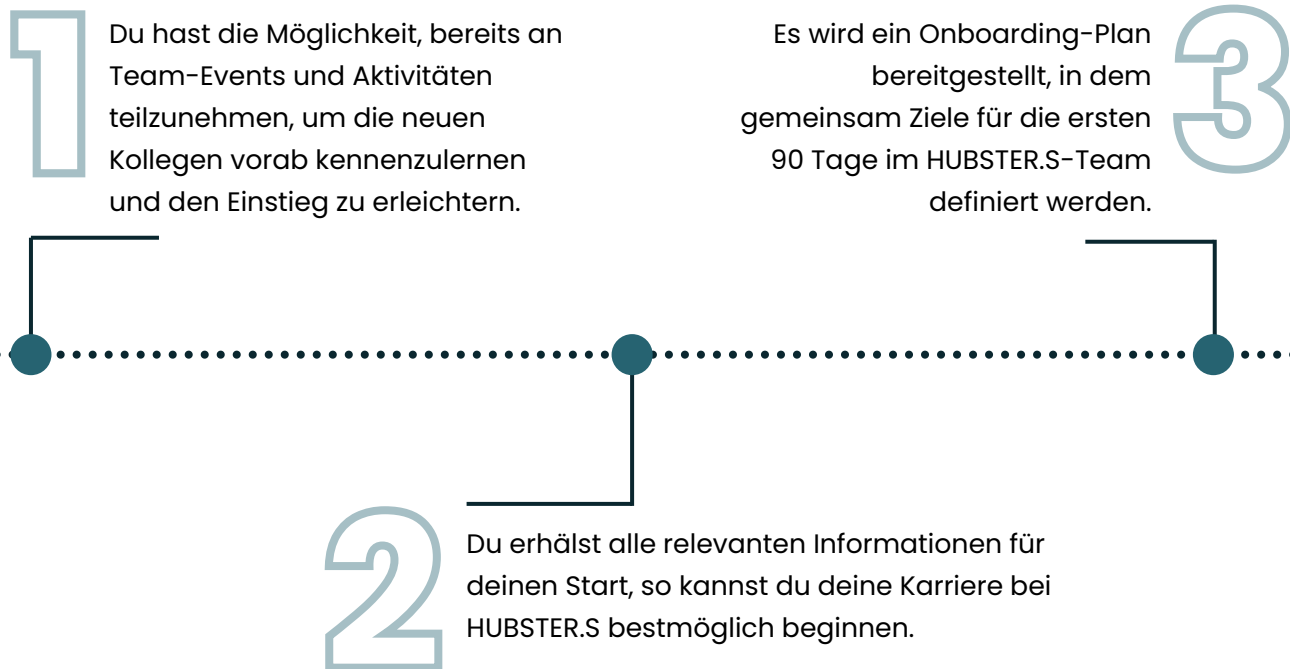 1
Du hast die Möglichkeit, bereits an
Team-Events und Aktivitäten
teilzunehmen, um die neuen
Kollegen vorab kennenzulernen
und den Einstieg zu erleichtern.
2
Du erhälst alle relevanten Informationen für
deinen Start, so kannst du deine Karriere bei
HUBSTER.S bestmöglich beginnen.
3
Es wird ein Onboarding-Plan
bereitgestellt, in dem
gemeinsam Ziele für die ersten
90 Tage im HUBSTER.S-Team
definiert werden.